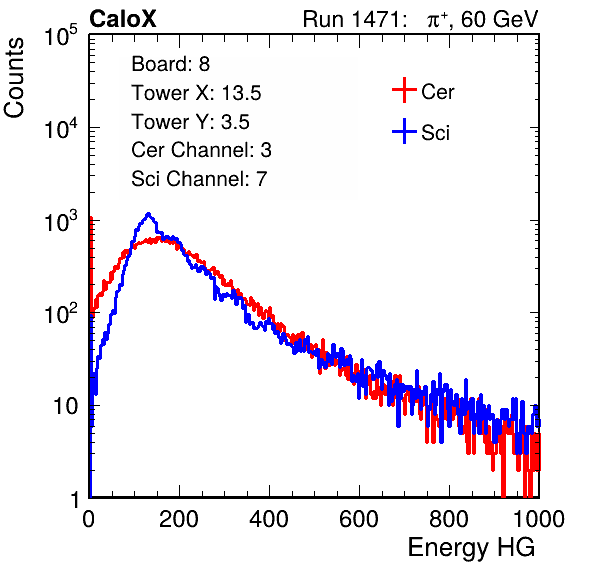 CaloX Run 1471: π⁺, 60 GeV
Counts
10⁵
10⁴
10³
10²
10
1
Board: 8
Tower X: 13.5
Tower Y: 3.5
Cer Channel: 3
Sci Channel: 7
Cer
Sci
0 200 400 600 800 1000
Energy HG